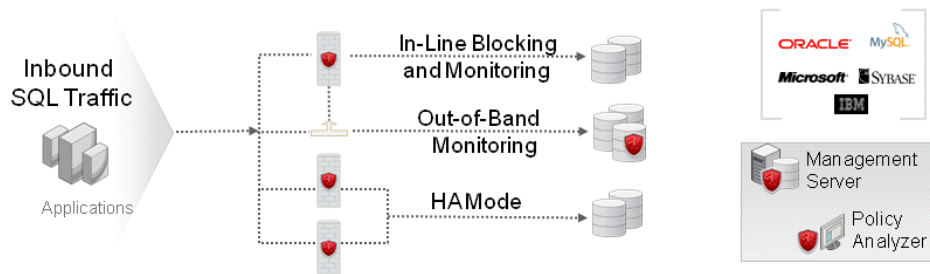 Inbound
SQL Traffic
Applications
In-Line Blocking
and Monitoring
Out-of-Band
Monitoring
HAMode
ORACLE
MySQL
Microsoft
SYBASE
IBM
Management
Server
Policy
Analyzer